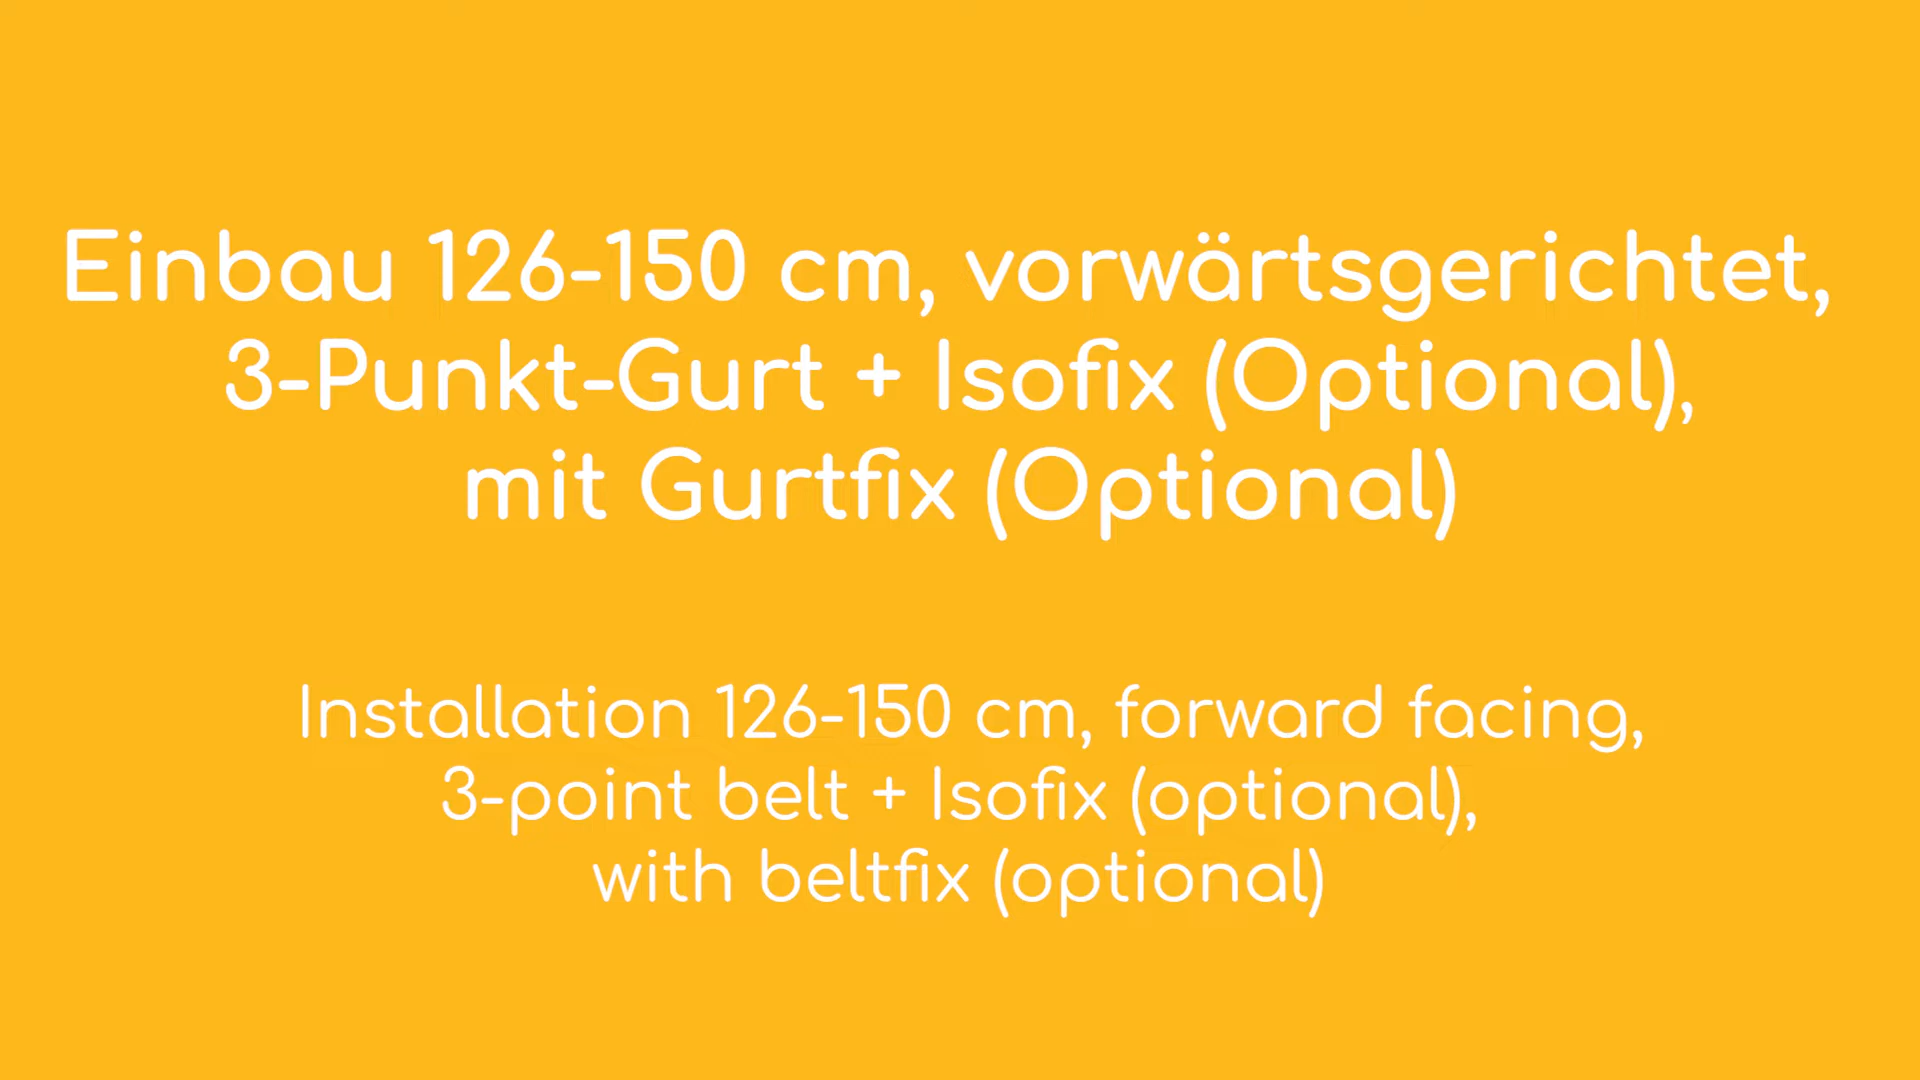 Einbau 126-150 cm, vorwärtsgerichtet,
3-Punkt-Gurt + Isofix (Optional),
mit Gurtfix (Optional)
Installation 126-150 cm, forward facing,
3-point belt + Isofix (optional),
with beltfix (optional)